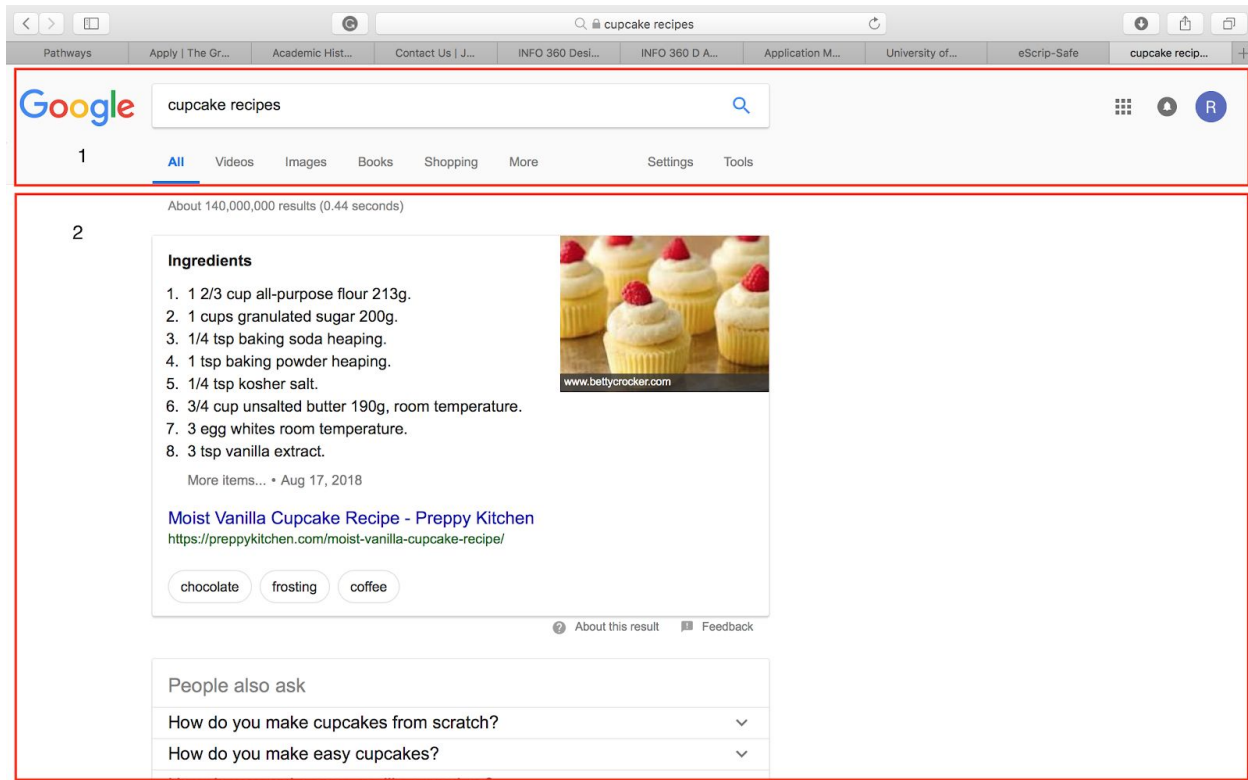 cupcake recipes
Pathways Apply | The Gr... Academic Hist... Contact Us | J... INFO 360 Desi... INFO 360 D A... Application M... University of... eScrip-Safe cupcake recip...
Google cupcake recipes R
1 All Videos Images Books Shopping More Settings Tools
About 140,000,000 results (0.44 seconds)
2
Ingredients
1. 1 2/3 cup all-purpose flour 213g.
2. 1 cups granulated sugar 200g.
3. 1/4 tsp baking soda heaping.
4. 1 tsp baking powder heaping.
5. 1/4 tsp kosher salt.
6. 3/4 cup unsalted butter 190g, room temperature.
7. 3 egg whites room temperature.
8. 3 tsp vanilla extract.
www.bettycrocker.com
More items... • Aug 17, 2018
Moist Vanilla Cupcake Recipe - Preppy Kitchen
https://preppykitchen.com/moist-vanilla-cupcake-recipe/
chocolate frosting coffee
About this result Feedback
People also ask
How do you make cupcakes from scratch?
How do you make easy cupcakes?